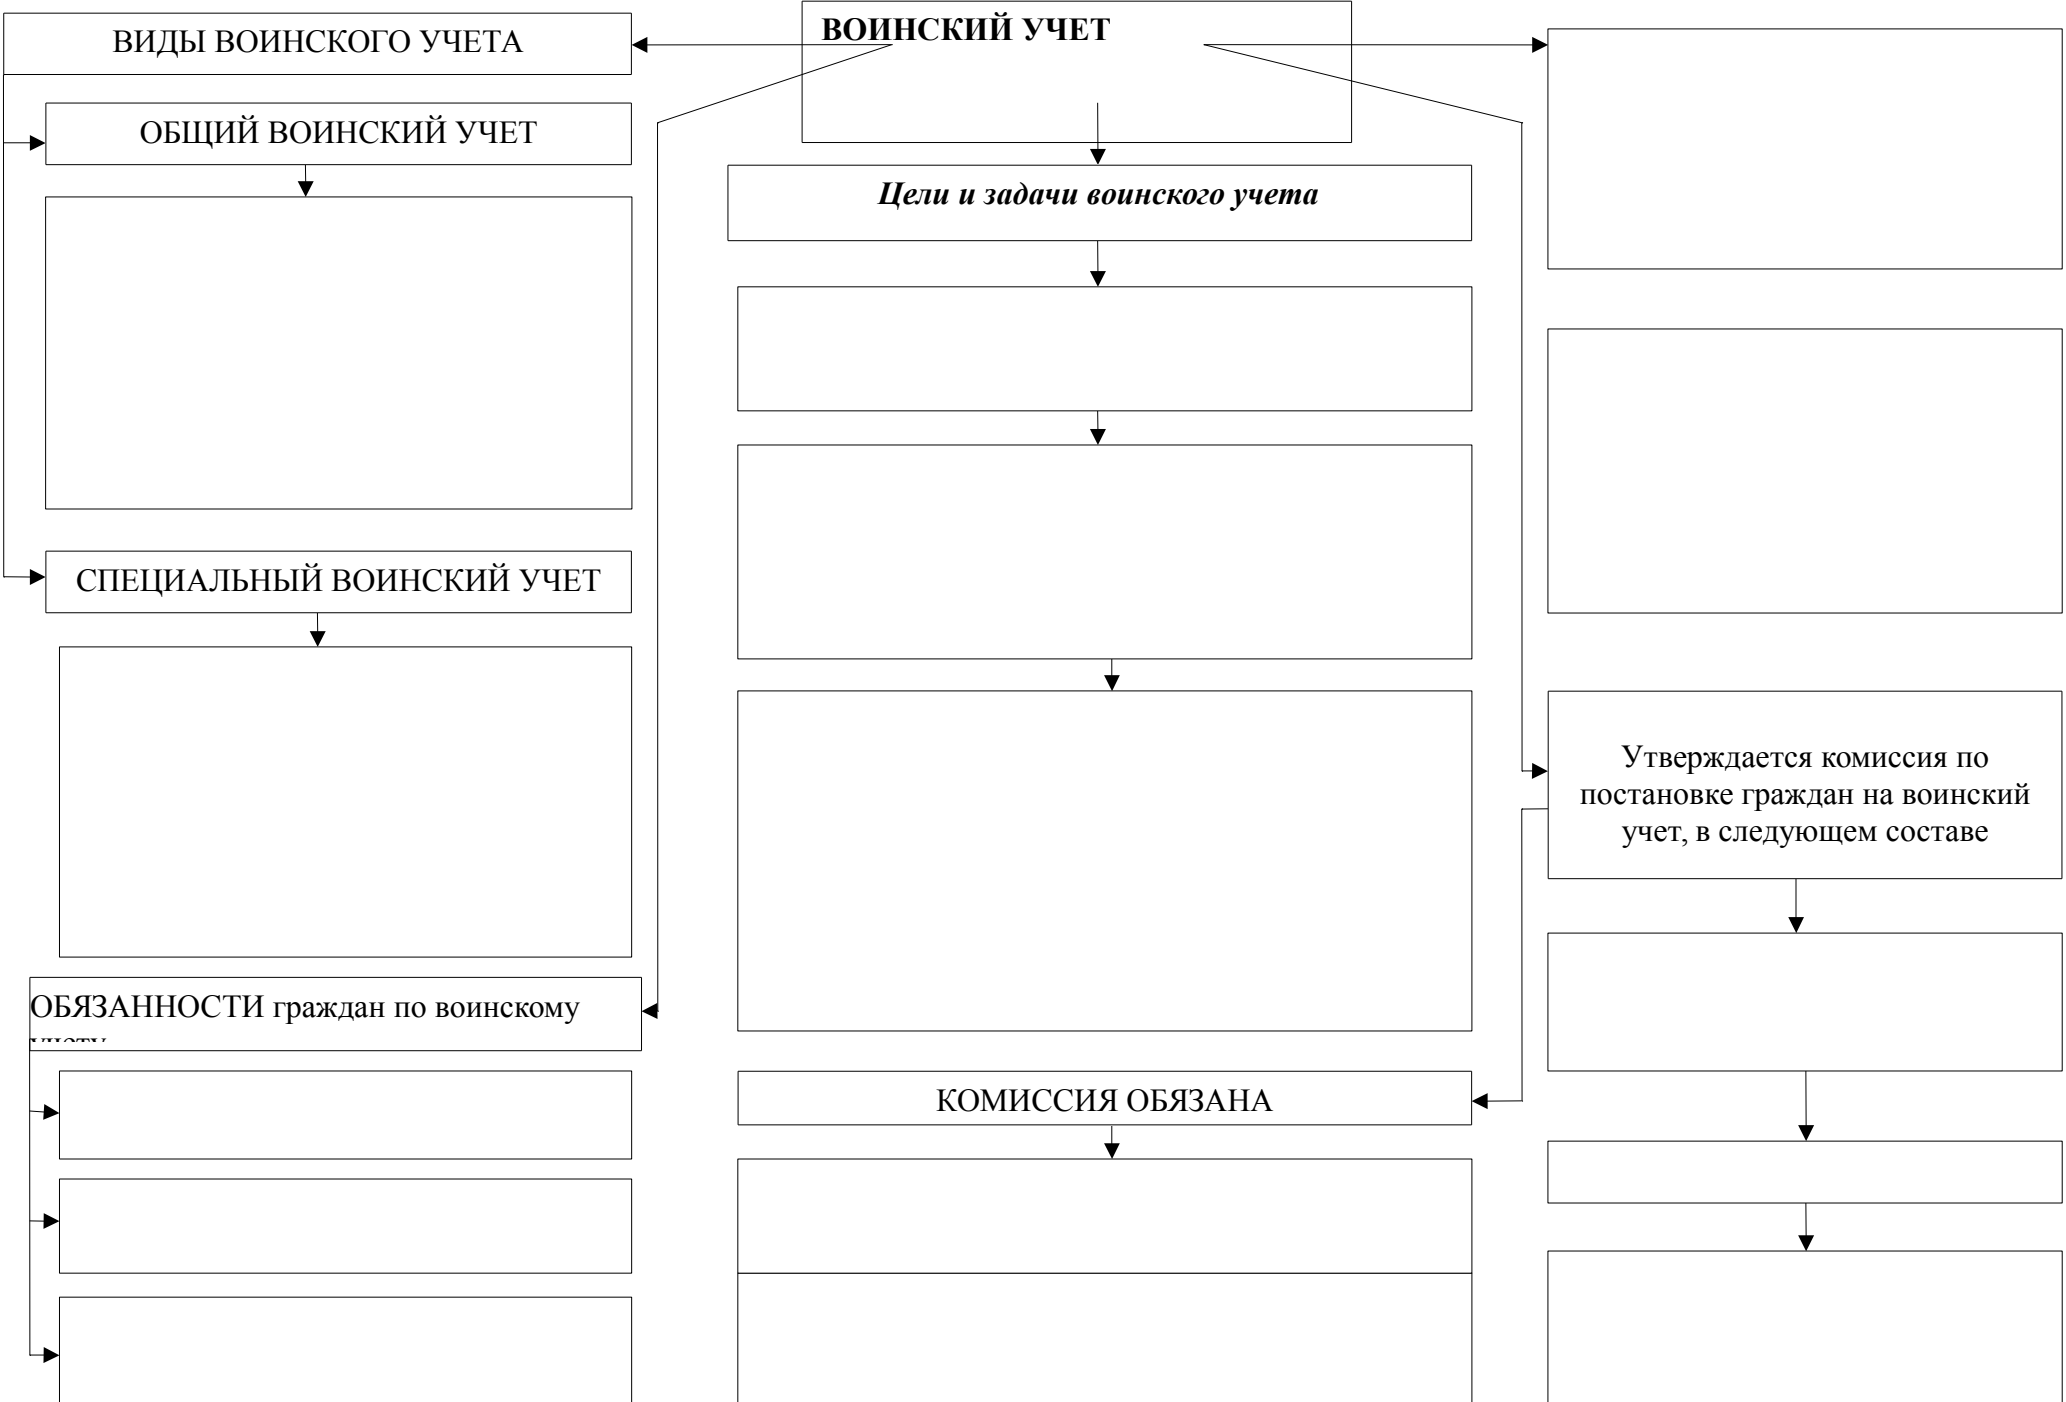 ВОИНСКИЙ УЧЕТ
ВИДЫ ВОИНСКОГО УЧЕТА
ОБЩИЙ ВОИНСКИЙ УЧЕТ
Цели и задачи воинского учета
СПЕЦИАЛЬНЫЙ ВОИНСКИЙ УЧЕТ
Утверждается комиссия по
постановке граждан на воинский
учет, в следующем составе
ОБЯЗАННОСТИ граждан по воинскому
учету
КОМИССИЯ ОБЯЗАНА